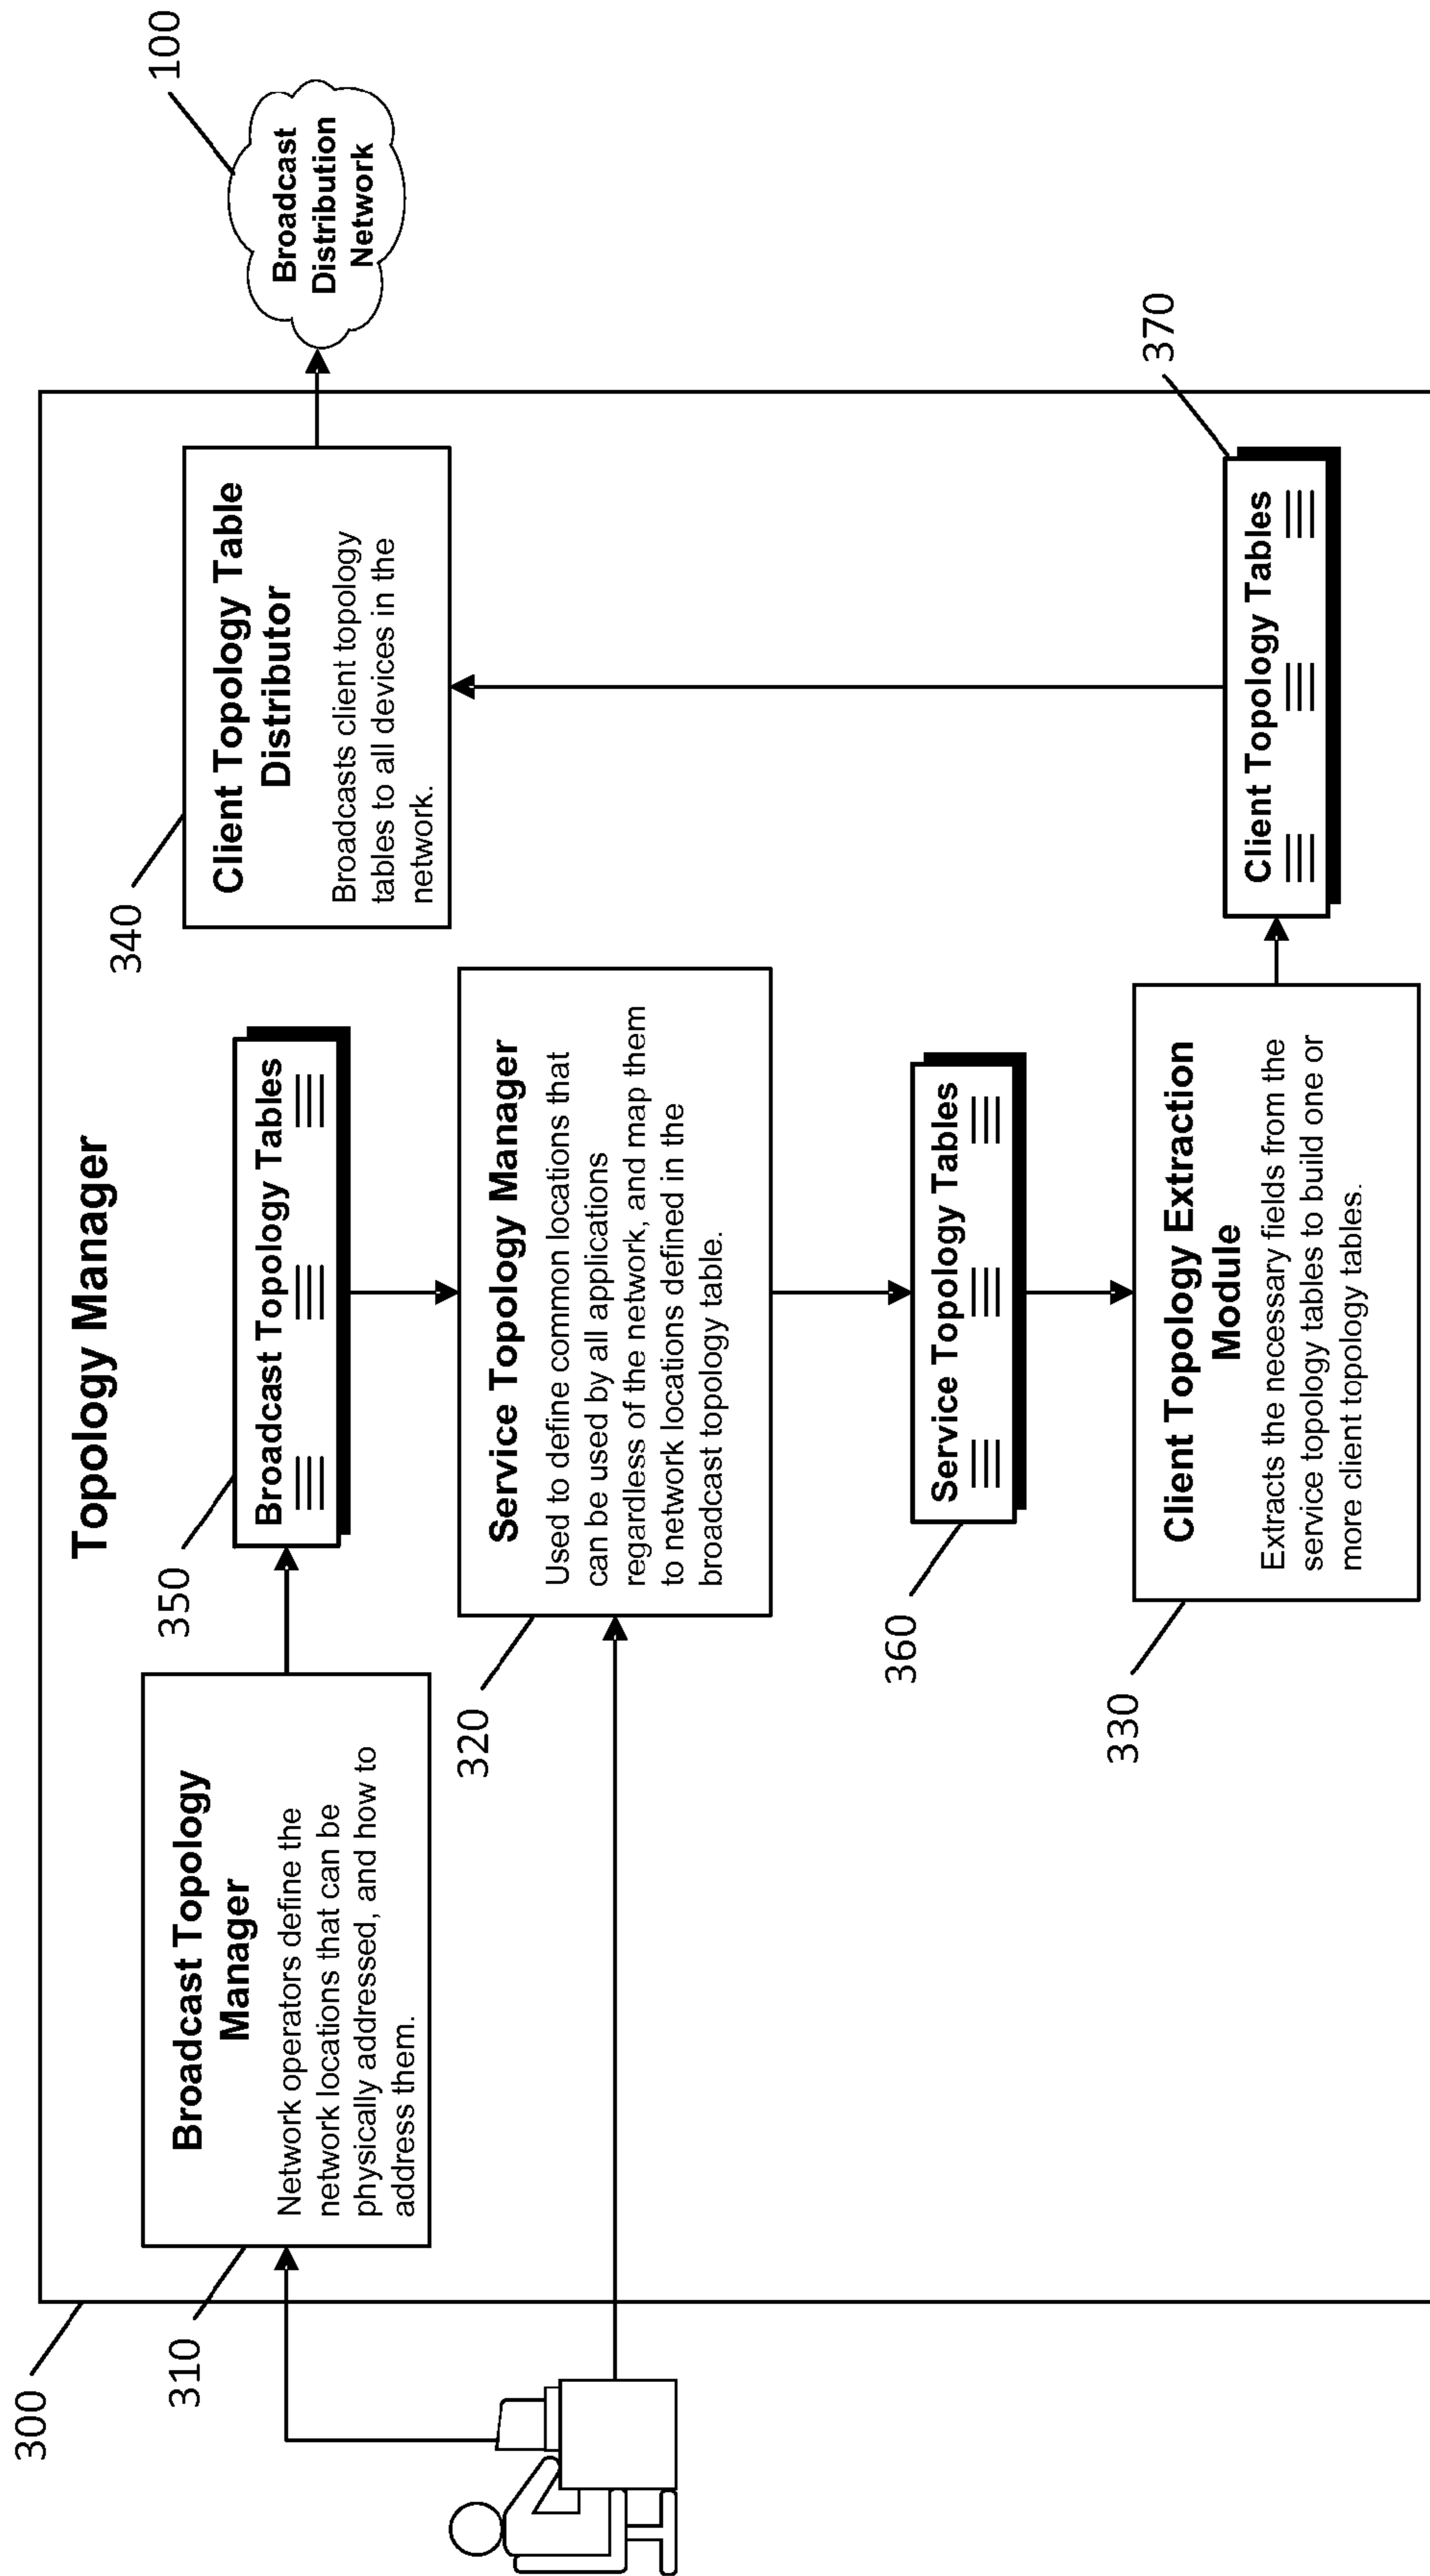 Topology Manager
300
310
Broadcast Topology
Manager
Network operators define the
network locations that can be
physically addressed, and how to
address them.
350
Broadcast Topology Tables
320
Service Topology Manager
Used to define common locations that
can be used by all applications
regardless of the network, and map them
to network locations defined in the
broadcast topology table.
360
Service Topology Tables
330
Client Topology Extraction
Module
Extracts the necessary fields from the
service topology tables to build one or
more client topology tables.
370
Client Topology Tables
340
Client Topology Table
Distributor
Broadcasts client topology
tables to all devices in the
network.
100
Broadcast
Distribution
Network